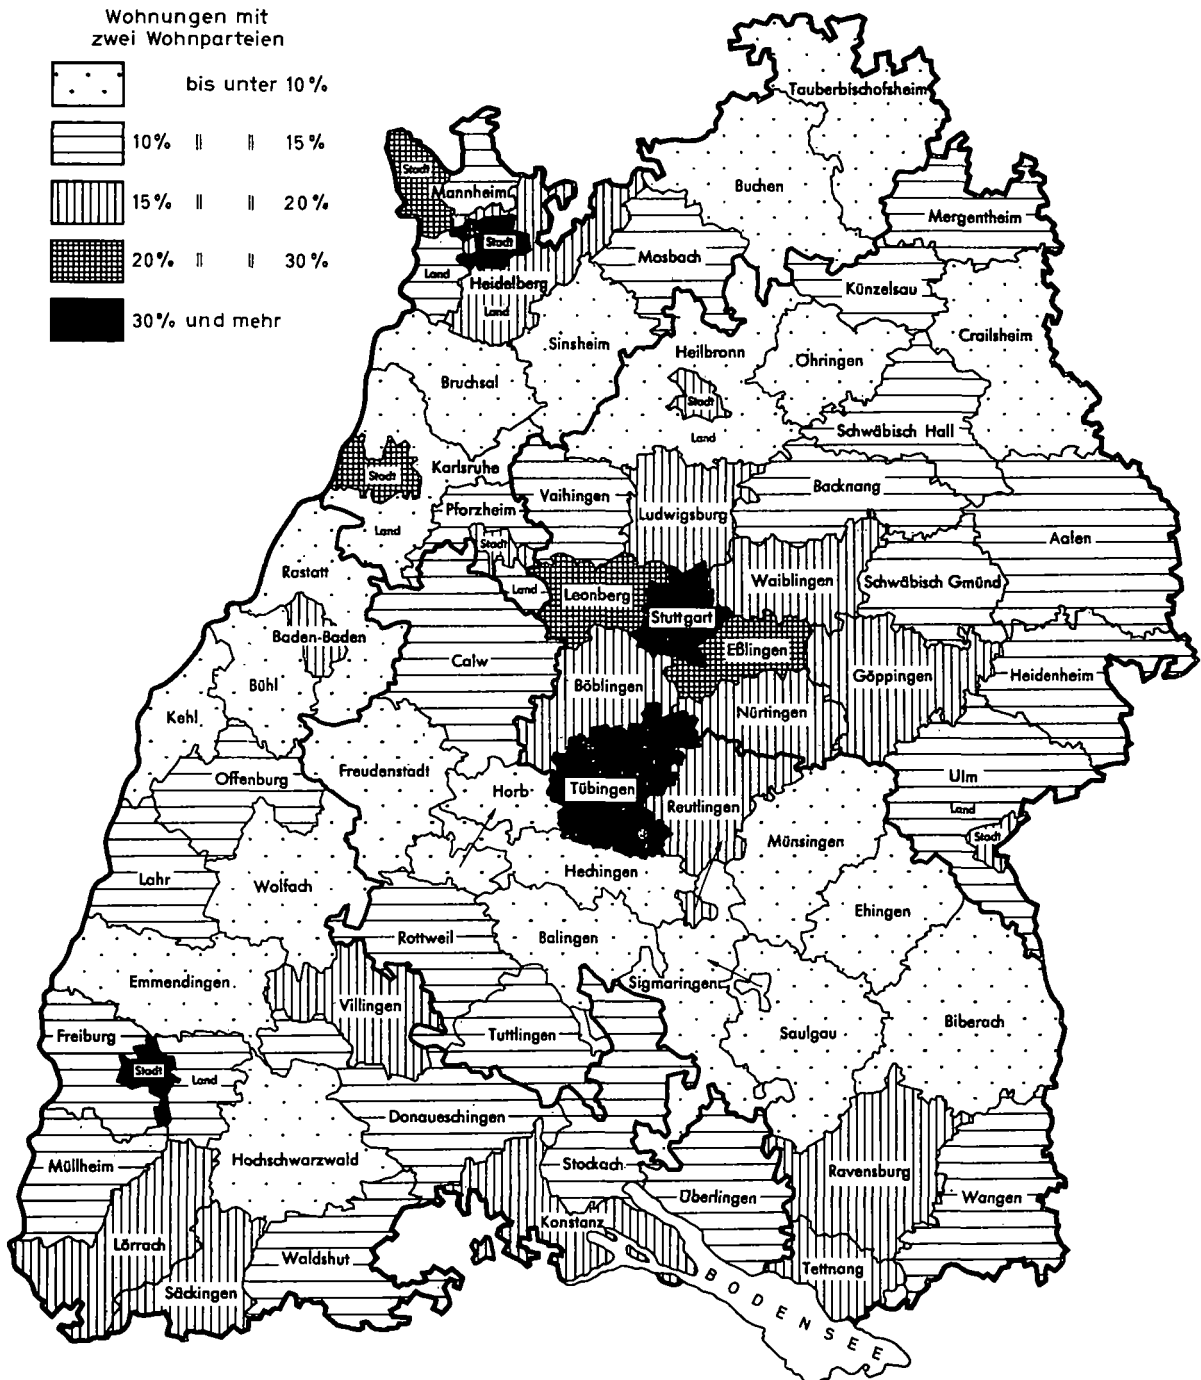 Wohnungen mit
zwei Wohnparteien
bis unter 10%
10% " " 15%
15% " " 20%
20% " " 30%
30% und mehr
Tauberbischofsheim
Stadt
Mannheim
Buchen
Mergentheim
Stadt
Mosbach
Land
Heidelberg
Künzelsau
Land
Sinsheim
Heilbronn
Öhringen
Crailsheim
Bruchsal
Stadt
Land
Schwäbisch Hall
Karlsruhe
Stadt
Vaihingen
Backnang
Pforzheim
Ludwigsburg
Land
Stadt
Aalen
Rastatt
Waiblingen
Schwäbisch Gmünd
Land
Leonberg
Stuttgart
Baden-Baden
Eßlingen
Calw
Bühl
Böblingen
Göppingen
Heidenheim
Kehl
Nürtingen
Offenburg
Freudenstadt
Ulm
Horb
Tübingen
Reutlingen
Land
Münsingen
Stadt
Lahr
Wolfach
Hechingen
Ehingen
Rottweil
Balingen
Emmendingen
Sigmaringen
Villingen
Freiburg
Tuttlingen
Saulgau
Biberach
Stadt
Land
Donaueschingen
Müllheim
Hochschwarzwald
Stockach
Ravensburg
Überlingen
Wangen
Konstanz
Lörrach
Waldshut
Tettnang
Säckingen
BODENSEE